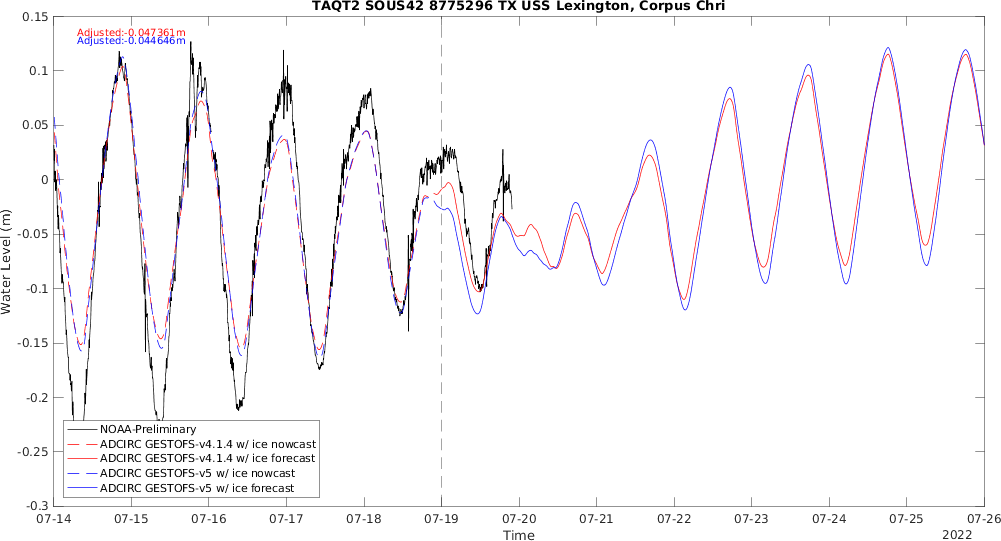 TAQT2 SOUS42 8775296 TX USS Lexington, Corpus Chri
Adjusted:-0.047361m
Adjusted:-0.044646m
Water Level (m)
0.15
0.1
0.05
0
-0.05
-0.1
-0.15
-0.2
-0.25
-0.3
NOAA-Preliminary
ADCIRC GESTOFS-v4.1.4 w/ ice nowcast
ADCIRC GESTOFS-v4.1.4 w/ ice forecast
ADCIRC GESTOFS-v5 w/ ice nowcast
ADCIRC GESTOFS-v5 w/ ice forecast
07-14 07-15 07-16 07-17 07-18 07-19 07-20 07-21 07-22 07-23 07-24 07-25 07-26
Time
2022